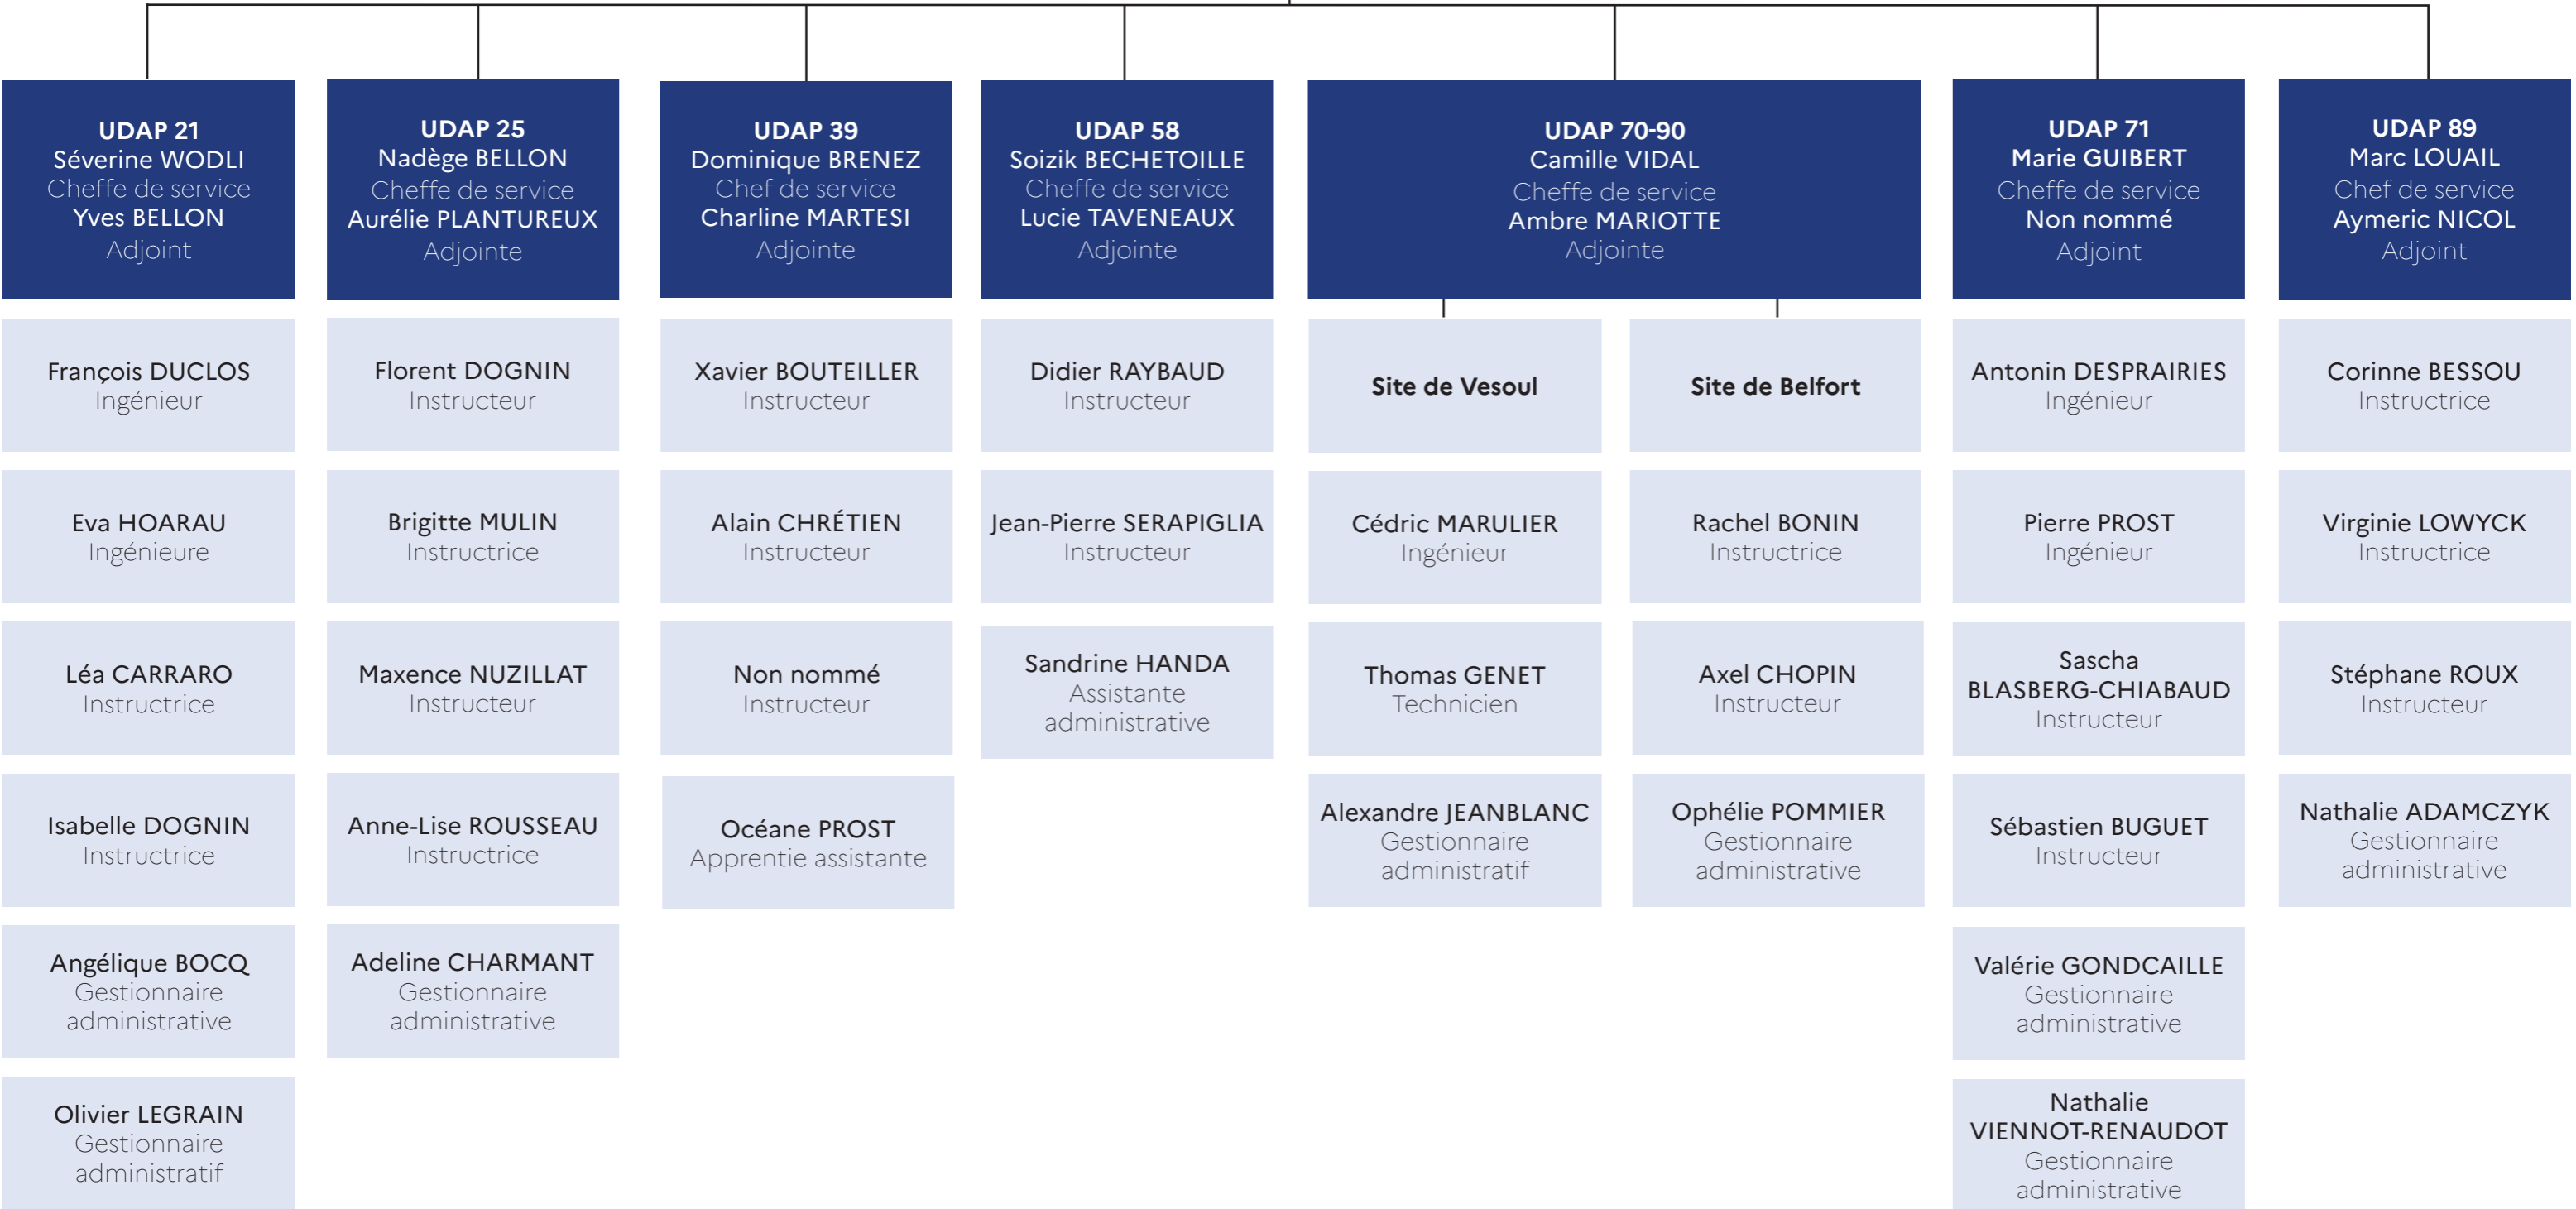 UDAP 21
Séverine WODLI
Cheffe de service
Yves BELLON
Adjoint
François DUCLOS
Ingénieur
Eva HOARAU
Ingénieure
Léa CARRARO
Instructrice
Isabelle DOGNIN
Instructrice
Angélique BOCQ
Gestionnaire
administrative
Olivier LEGRAIN
Gestionnaire
administratif
UDAP 25
Nadège BELLON
Cheffe de service
Aurélie PLANTUREUX
Adjointe
Florent DOGNIN
Instructeur
Brigitte MULIN
Instructrice
Maxence NUZILLAT
Instructeur
Anne-Lise ROUSSEAU
Instructrice
Adeline CHARMANT
Gestionnaire
administrative
UDAP 39
Dominique BRENEZ
Chef de service
Charline MARTESI
Adjointe
Xavier BOUTEILLER
Instructeur
Alain CHRÉTIEN
Instructeur
Non nommé
Instructeur
Océane PROST
Apprentie assistante
UDAP 58
Soizik BECHETOILLE
Cheffe de service
Lucie TAVENEAUX
Adjointe
Didier RAYBAUD
Instructeur
Jean-Pierre SERAPIGLIA
Instructeur
Sandrine HANDA
Assistante
administrative
UDAP 70-90
Camille VIDAL
Cheffe de service
Ambre MARIOTTE
Adjointe
Site de Vesoul
Cédric MARULIER
Ingénieur
Thomas GENET
Technicien
Alexandre JEANBLANC
Gestionnaire
administratif
Site de Belfort
Rachel BONIN
Instructrice
Axel CHOPIN
Instructeur
Ophélie POMMIER
Gestionnaire
administrative
UDAP 71
Marie GUIBERT
Cheffe de service
Non nommé
Adjoint
Antonin DESPRAIRIES
Ingénieur
Pierre PROST
Ingénieur
Sascha
BLASBERG-CHIABAUD
Instructeur
Sébastien BUGUET
Instructeur
Valérie GONDCAILLE
Gestionnaire
administrative
Nathalie
VIENNOT-RENAUDOT
Gestionnaire
administrative
UDAP 89
Marc LOUAIL
Chef de service
Aymeric NICOL
Adjoint
Corinne BESSOU
Instructrice
Virginie LOWYCK
Instructrice
Stéphane ROUX
Instructeur
Nathalie ADAMCZYK
Gestionnaire
administrative